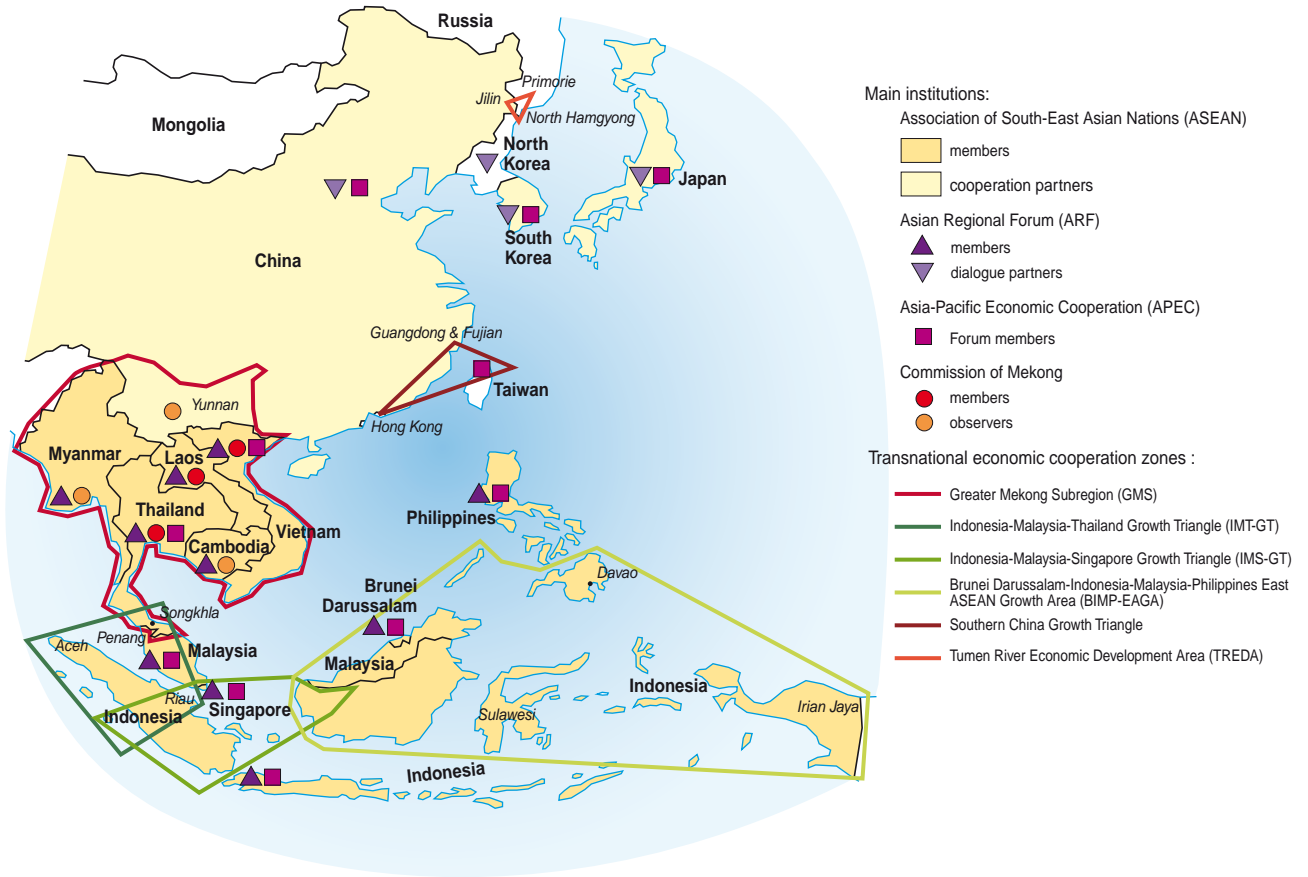 Russia
Primorie
Jilin
North Hamgyong
Mongolia
North
Korea
Japan
South
Korea
China
Guangdong & Fujian
Taiwan
Hong Kong
Yunnan
Myanmar
Laos
Thailand
Vietnam
Cambodia
Philippines
Davao
Brunei
Darussalam
Songkhla
Penang
Aceh
Malaysia
Malaysia
Riau
Indonesia
Singapore
Indonesia
Sulawesi
Irian Jaya
Indonesia
Main institutions:
Association of South-East Asian Nations (ASEAN)
members
cooperation partners
Asian Regional Forum (ARF)
members
dialogue partners
Asia-Pacific Economic Cooperation (APEC)
Forum members
Commission of Mekong
members
observers
Transnational economic cooperation zones :
Greater Mekong Subregion (GMS)
Indonesia-Malaysia-Thailand Growth Triangle (IMT-GT)
Indonesia-Malaysia-Singapore Growth Triangle (IMS-GT)
Brunei Darussalam-Indonesia-Malaysia-Philippines East
ASEAN Growth Area (BIMP-EAGA)
Southern China Growth Triangle
Tumen River Economic Development Area (TREDA)